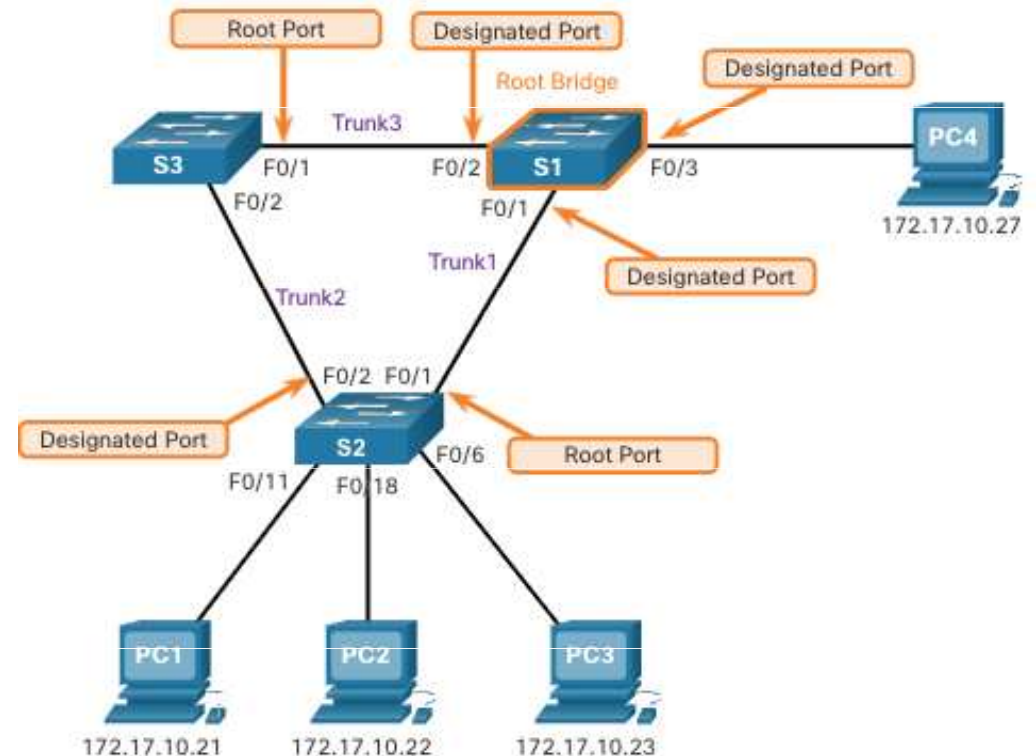 Root Port
Designated Port
Root Bridge
Designated Port
Trunk3
S3
F0/1
F0/2
S1
F0/3
PC4
F0/2
F0/1
172.17.10.27
Trunk1
Designated Port
Trunk2
F0/2 F0/1
Designated Port
S2
F0/6
Root Port
F0/11
F0/18
PC1
PC2
PC3
172.17.10.21
172.17.10.22
172.17.10.23